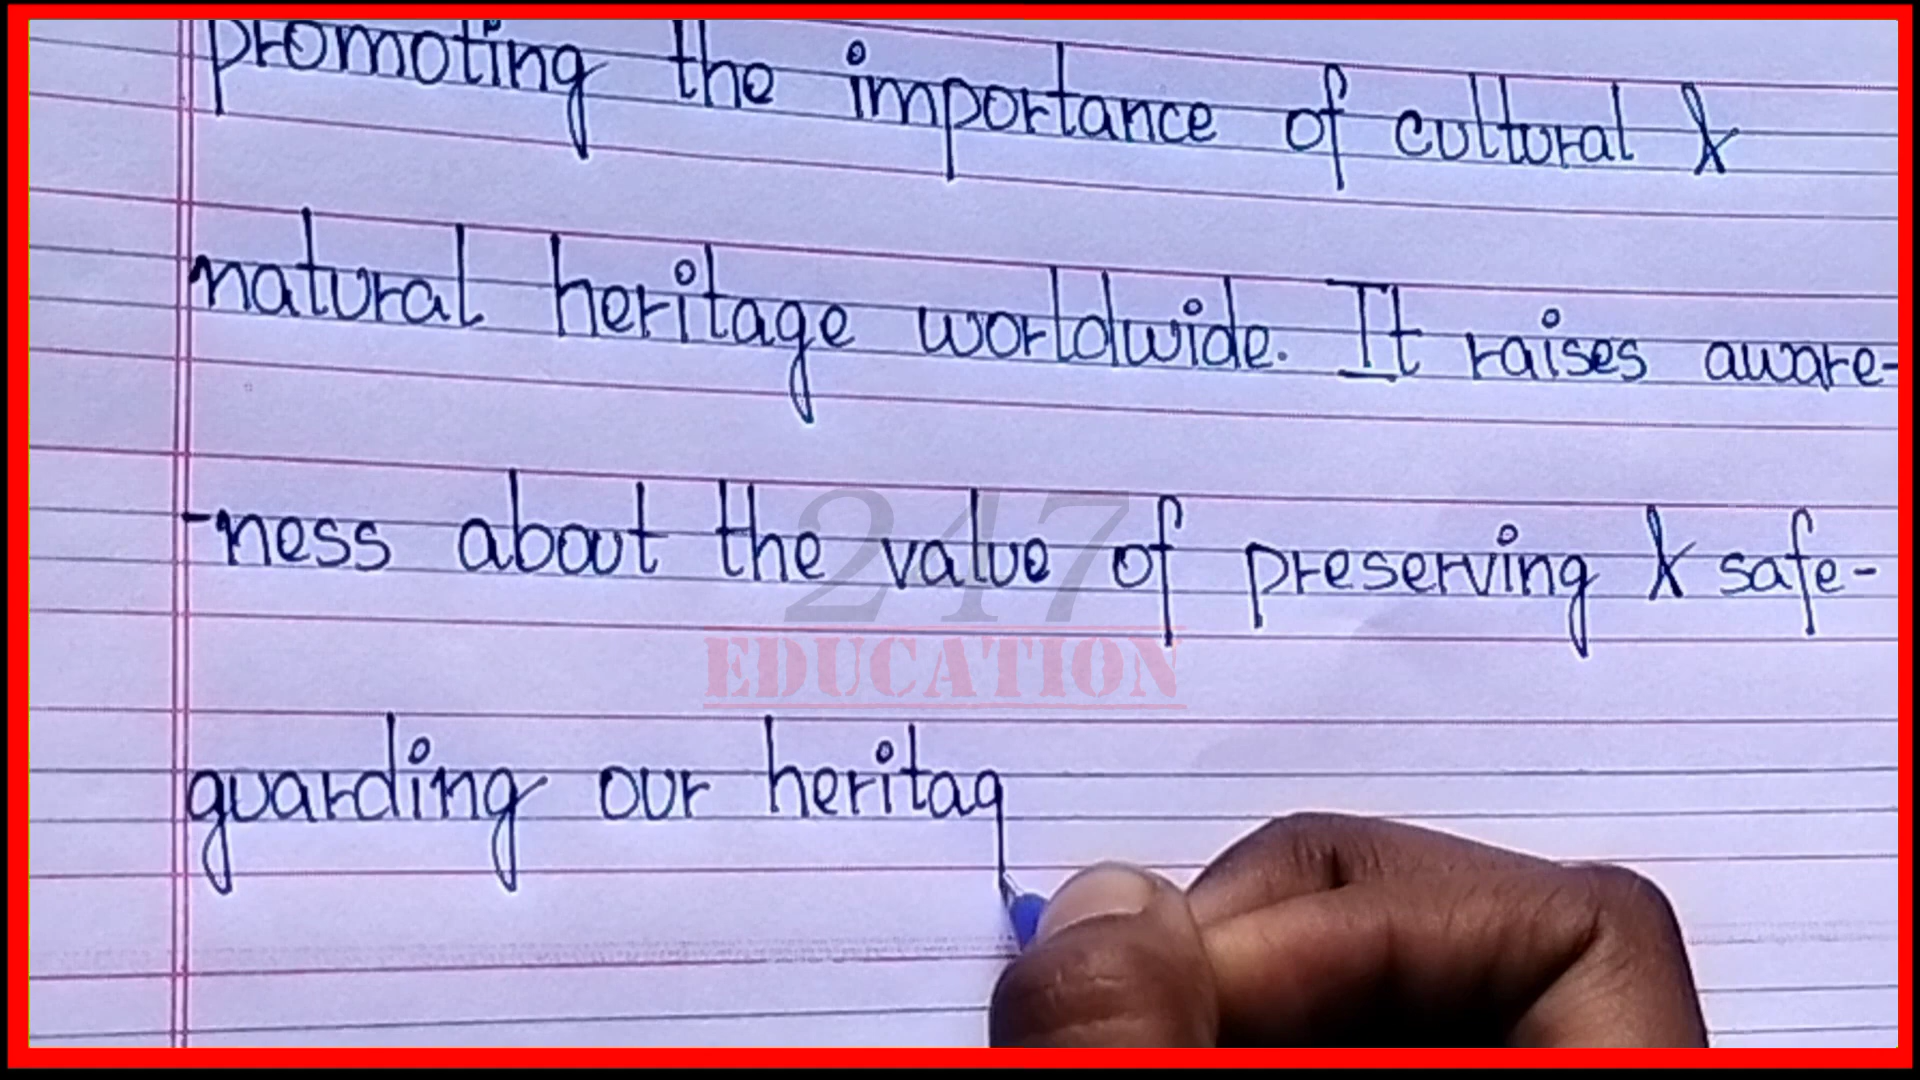 promoting the importance of cultural &
natural heritage worldwide. It raises aware-
-ness about the value of preserving & safe-
247
EDUCATION
guarding our heritag